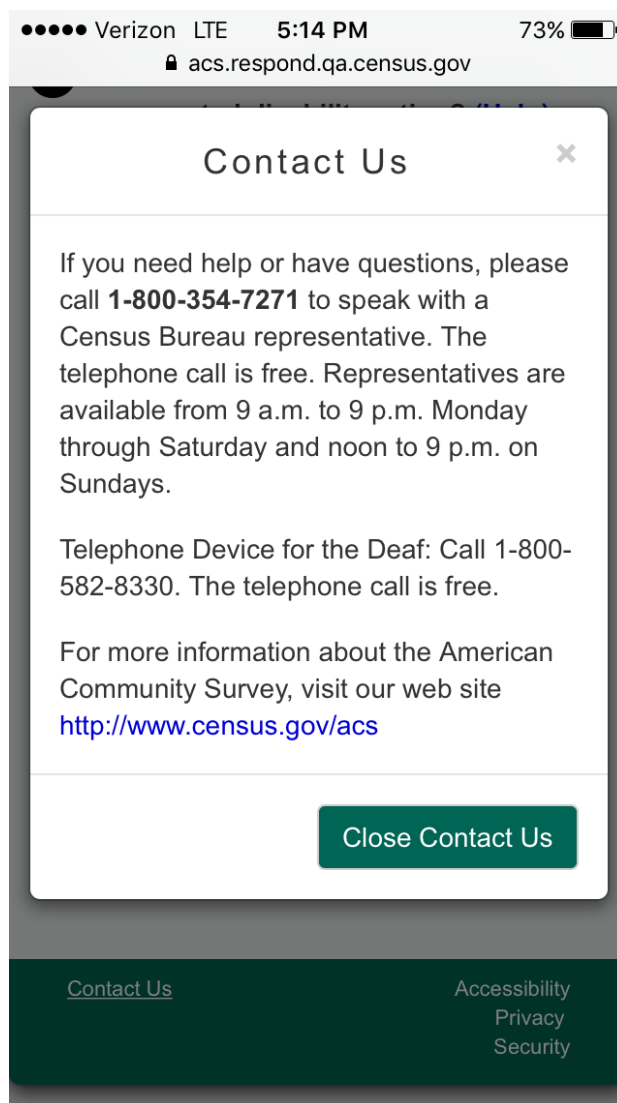 Verizon LTE 5:14 PM 73%
acs.respond.qa.census.gov
Contact Us ×
If you need help or have questions, please
call 1-800-354-7271 to speak with a
Census Bureau representative. The
telephone call is free. Representatives are
available from 9 a.m. to 9 p.m. Monday
through Saturday and noon to 9 p.m. on
Sundays.
Telephone Device for the Deaf: Call 1-800-
582-8330. The telephone call is free.
For more information about the American
Community Survey, visit our web site
http://www.census.gov/acs
Close Contact Us
Contact Us Accessibility
Privacy
Security